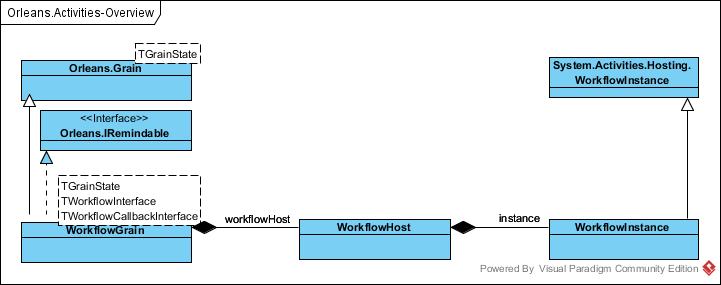 Orleans.Activities-Overview
TGrainState
Orleans.Grain
System.Activities.Hosting.
WorkflowInstance
<<Interface>>
Orleans.IRemindable
TGrainState
TWorkflowInterface
TWorkflowCallbackInterface
WorkflowGrain
workflowHost
WorkflowHost
instance
WorkflowInstance
Powered By Visual Paradigm Community Edition